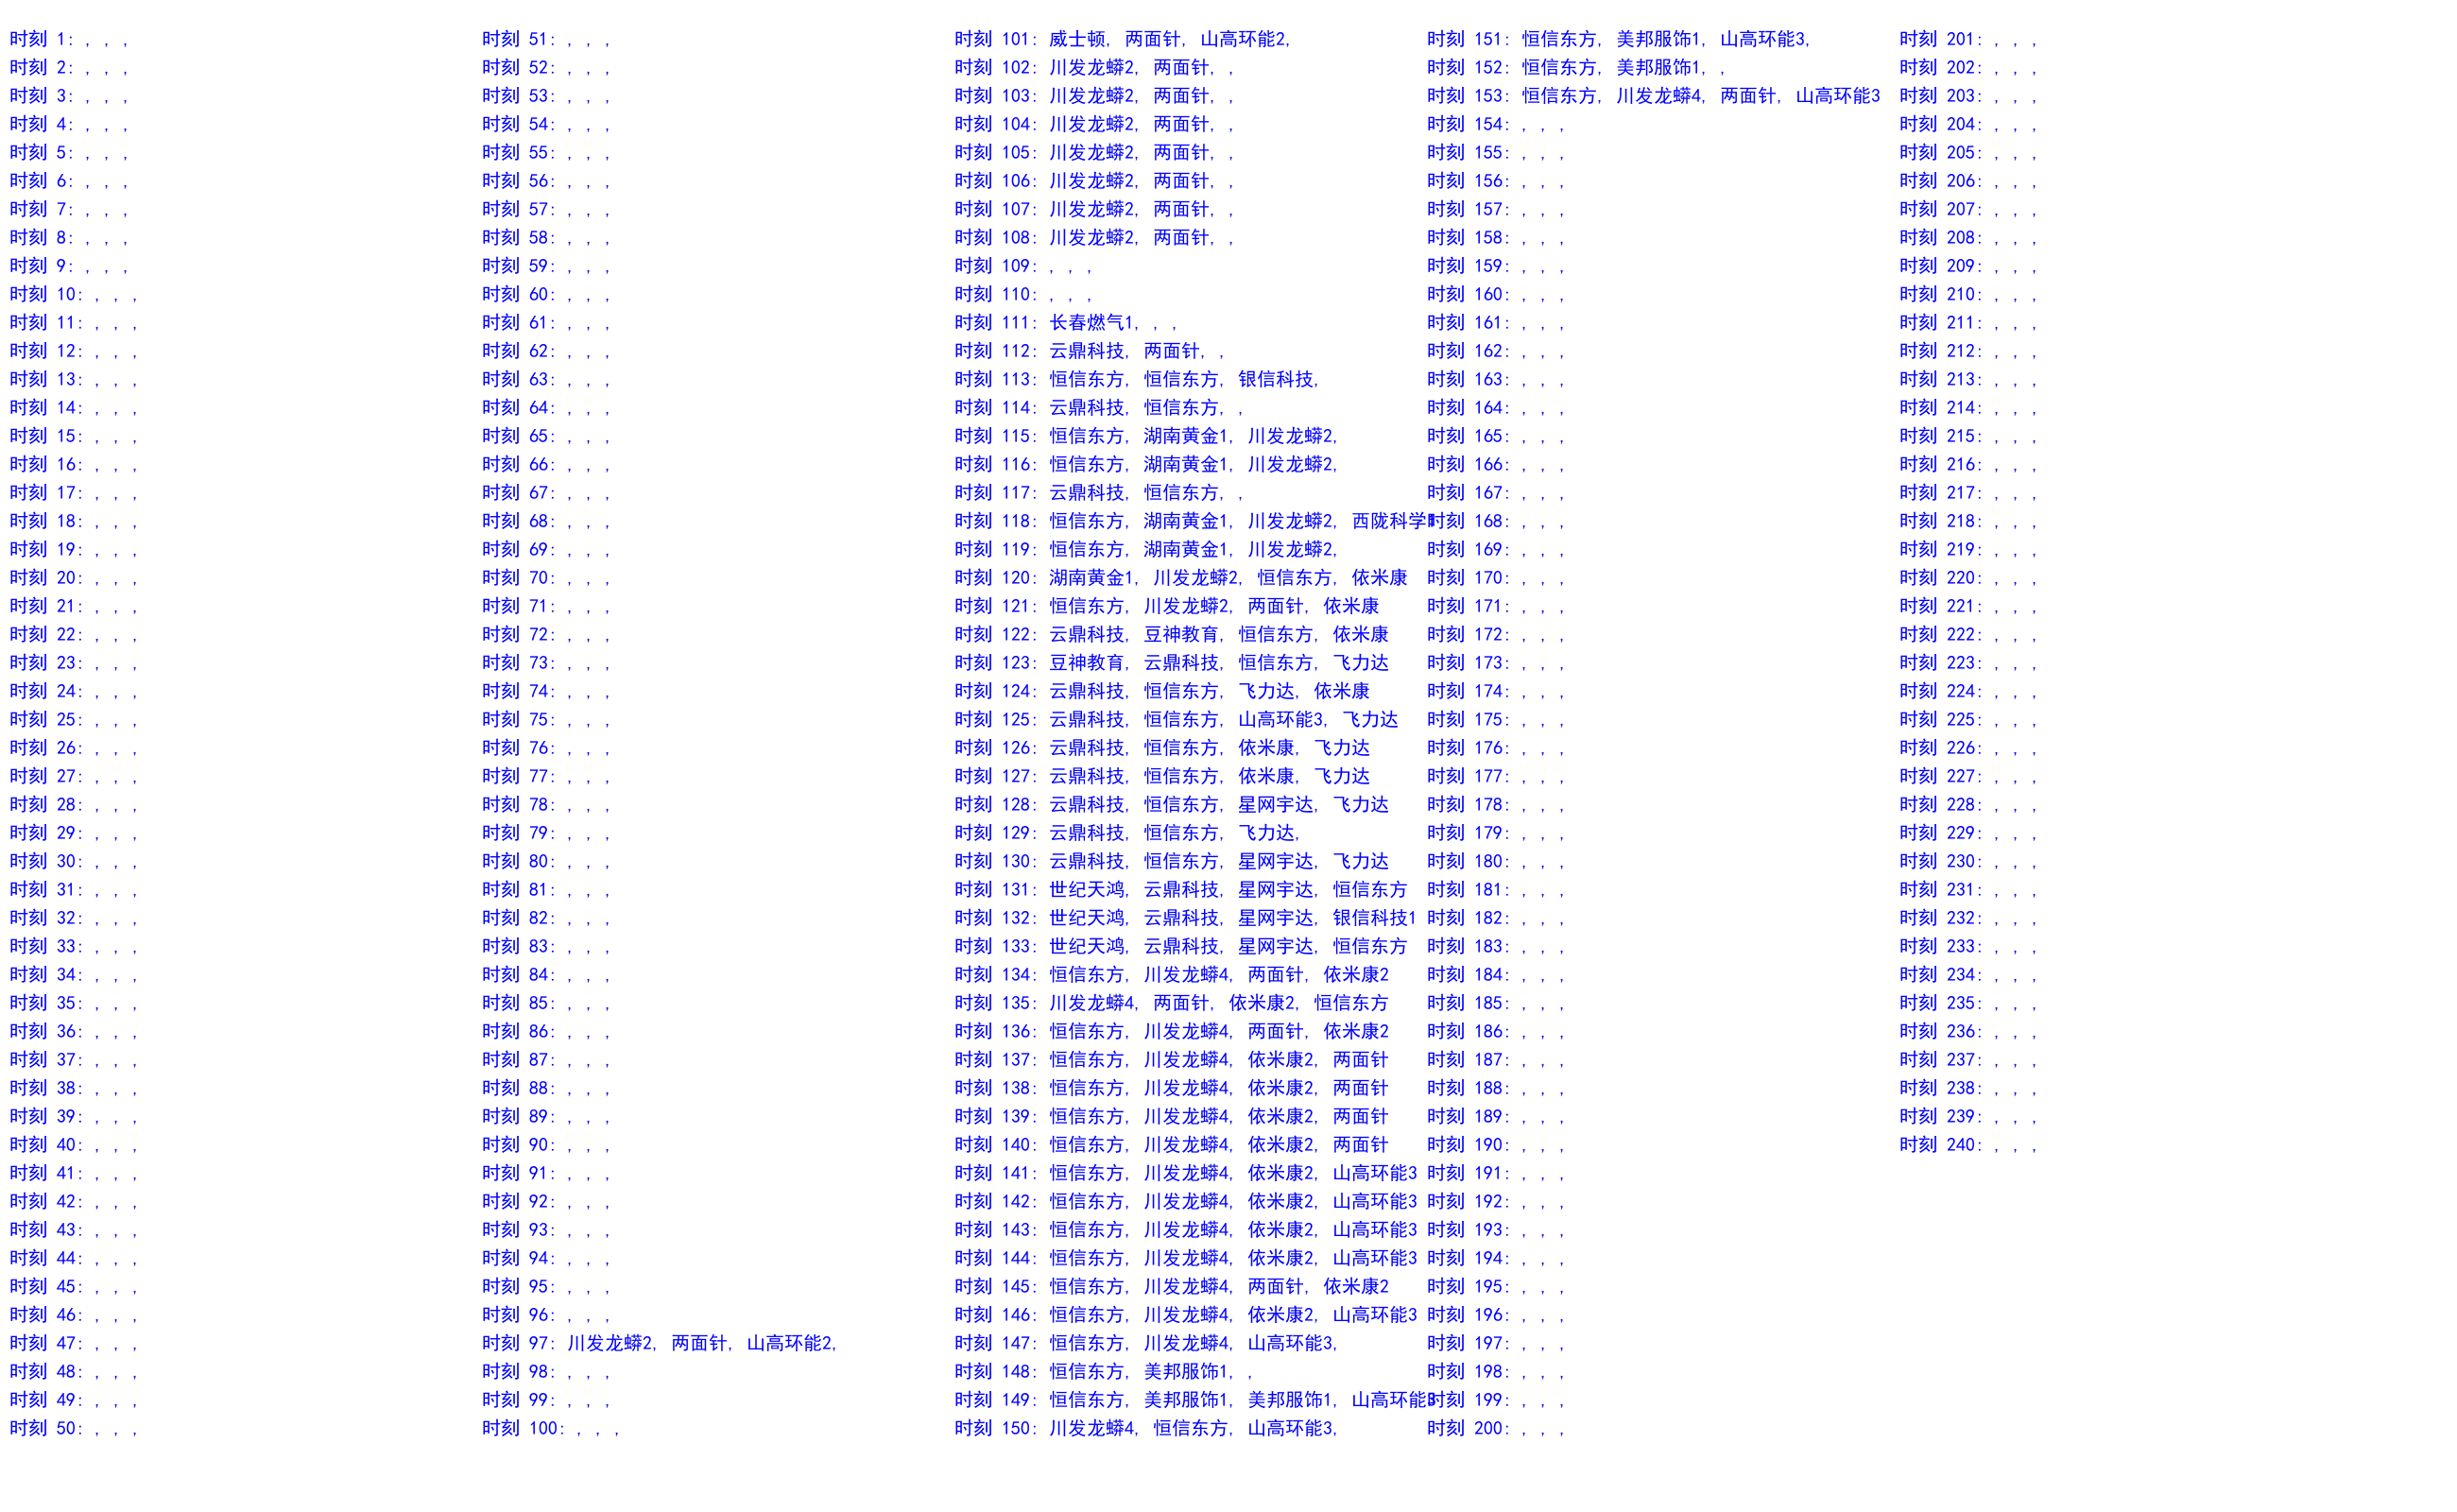 时刻 1: , , ,
时刻 2: , , ,
时刻 3: , , ,
时刻 4: , , ,
时刻 5: , , ,
时刻 6: , , ,
时刻 7: , , ,
时刻 8: , , ,
时刻 9: , , ,
时刻 10: , , ,
时刻 11: , , ,
时刻 12: , , ,
时刻 13: , , ,
时刻 14: , , ,
时刻 15: , , ,
时刻 16: , , ,
时刻 17: , , ,
时刻 18: , , ,
时刻 19: , , ,
时刻 20: , , ,
时刻 21: , , ,
时刻 22: , , ,
时刻 23: , , ,
时刻 24: , , ,
时刻 25: , , ,
时刻 26: , , ,
时刻 27: , , ,
时刻 28: , , ,
时刻 29: , , ,
时刻 30: , , ,
时刻 31: , , ,
时刻 32: , , ,
时刻 33: , , ,
时刻 34: , , ,
时刻 35: , , ,
时刻 36: , , ,
时刻 37: , , ,
时刻 38: , , ,
时刻 39: , , ,
时刻 40: , , ,
时刻 41: , , ,
时刻 42: , , ,
时刻 43: , , ,
时刻 44: , , ,
时刻 45: , , ,
时刻 46: , , ,
时刻 47: , , ,
时刻 48: , , ,
时刻 49: , , ,
时刻 50: , , ,
时刻 51: , , ,
时刻 52: , , ,
时刻 53: , , ,
时刻 54: , , ,
时刻 55: , , ,
时刻 56: , , ,
时刻 57: , , ,
时刻 58: , , ,
时刻 59: , , ,
时刻 60: , , ,
时刻 61: , , ,
时刻 62: , , ,
时刻 63: , , ,
时刻 64: , , ,
时刻 65: , , ,
时刻 66: , , ,
时刻 67: , , ,
时刻 68: , , ,
时刻 69: , , ,
时刻 70: , , ,
时刻 71: , , ,
时刻 72: , , ,
时刻 73: , , ,
时刻 74: , , ,
时刻 75: , , ,
时刻 76: , , ,
时刻 77: , , ,
时刻 78: , , ,
时刻 79: , , ,
时刻 80: , , ,
时刻 81: , , ,
时刻 82: , , ,
时刻 83: , , ,
时刻 84: , , ,
时刻 85: , , ,
时刻 86: , , ,
时刻 87: , , ,
时刻 88: , , ,
时刻 89: , , ,
时刻 90: , , ,
时刻 91: , , ,
时刻 92: , , ,
时刻 93: , , ,
时刻 94: , , ,
时刻 95: , , ,
时刻 96: , , ,
时刻 97: 川发龙蟒2, 两面针, 山高环能2,
时刻 98: , , ,
时刻 99: , , ,
时刻 100: , , ,
时刻 101: 威士顿, 两面针, 山高环能2,
时刻 102: 川发龙蟒2, 两面针, ,
时刻 103: 川发龙蟒2, 两面针, ,
时刻 104: 川发龙蟒2, 两面针, ,
时刻 105: 川发龙蟒2, 两面针, ,
时刻 106: 川发龙蟒2, 两面针, ,
时刻 107: 川发龙蟒2, 两面针, ,
时刻 108: 川发龙蟒2, 两面针, ,
时刻 109: , , ,
时刻 110: , , ,
时刻 111: 长春燃气1, , ,
时刻 112: 云鼎科技, 两面针, ,
时刻 113: 恒信东方, 恒信东方, 银信科技,
时刻 114: 云鼎科技, 恒信东方, ,
时刻 115: 恒信东方, 湖南黄金1, 川发龙蟒2,
时刻 116: 恒信东方, 湖南黄金1, 川发龙蟒2,
时刻 117: 云鼎科技, 恒信东方, ,
时刻 118: 恒信东方, 湖南黄金1, 川发龙蟒2, 西陇科学
时刻 119: 恒信东方, 湖南黄金1, 川发龙蟒2,
时刻 120: 湖南黄金1, 川发龙蟒2, 恒信东方, 依米康
时刻 121: 恒信东方, 川发龙蟒2, 两面针, 依米康
时刻 122: 云鼎科技, 豆神教育, 恒信东方, 依米康
时刻 123: 豆神教育, 云鼎科技, 恒信东方, 飞力达
时刻 124: 云鼎科技, 恒信东方, 飞力达, 依米康
时刻 125: 云鼎科技, 恒信东方, 山高环能3, 飞力达
时刻 126: 云鼎科技, 恒信东方, 依米康, 飞力达
时刻 127: 云鼎科技, 恒信东方, 依米康, 飞力达
时刻 128: 云鼎科技, 恒信东方, 星网宇达, 飞力达
时刻 129: 云鼎科技, 恒信东方, 飞力达,
时刻 130: 云鼎科技, 恒信东方, 星网宇达, 飞力达
时刻 131: 世纪天鸿, 云鼎科技, 星网宇达, 恒信东方
时刻 132: 世纪天鸿, 云鼎科技, 星网宇达, 银信科技1
时刻 133: 世纪天鸿, 云鼎科技, 星网宇达, 恒信东方
时刻 134: 恒信东方, 川发龙蟒4, 两面针, 依米康2
时刻 135: 川发龙蟒4, 两面针, 依米康2, 恒信东方
时刻 136: 恒信东方, 川发龙蟒4, 两面针, 依米康2
时刻 137: 恒信东方, 川发龙蟒4, 依米康2, 两面针
时刻 138: 恒信东方, 川发龙蟒4, 依米康2, 两面针
时刻 139: 恒信东方, 川发龙蟒4, 依米康2, 两面针
时刻 140: 恒信东方, 川发龙蟒4, 依米康2, 两面针
时刻 141: 恒信东方, 川发龙蟒4, 依米康2, 山高环能3
时刻 142: 恒信东方, 川发龙蟒4, 依米康2, 山高环能3
时刻 143: 恒信东方, 川发龙蟒4, 依米康2, 山高环能3
时刻 144: 恒信东方, 川发龙蟒4, 依米康2, 山高环能3
时刻 145: 恒信东方, 川发龙蟒4, 两面针, 依米康2
时刻 146: 恒信东方, 川发龙蟒4, 依米康2, 山高环能3
时刻 147: 恒信东方, 川发龙蟒4, 山高环能3,
时刻 148: 恒信东方, 美邦服饰1, ,
时刻 149: 恒信东方, 美邦服饰1, 美邦服饰1, 山高环能
时刻 150: 川发龙蟒4, 恒信东方, 山高环能3,
时刻 151: 恒信东方, 美邦服饰1, 山高环能3,
时刻 152: 恒信东方, 美邦服饰1, ,
时刻 153: 恒信东方, 川发龙蟒4, 两面针, 山高环能3
时刻 154: , , ,
时刻 155: , , ,
时刻 156: , , ,
时刻 157: , , ,
时刻 158: , , ,
时刻 159: , , ,
时刻 160: , , ,
时刻 161: , , ,
时刻 162: , , ,
时刻 163: , , ,
时刻 164: , , ,
时刻 165: , , ,
时刻 166: , , ,
时刻 167: , , ,
时刻 168: , , ,
时刻 169: , , ,
时刻 170: , , ,
时刻 171: , , ,
时刻 172: , , ,
时刻 173: , , ,
时刻 174: , , ,
时刻 175: , , ,
时刻 176: , , ,
时刻 177: , , ,
时刻 178: , , ,
时刻 179: , , ,
时刻 180: , , ,
时刻 181: , , ,
时刻 182: , , ,
时刻 183: , , ,
时刻 184: , , ,
时刻 185: , , ,
时刻 186: , , ,
时刻 187: , , ,
时刻 188: , , ,
时刻 189: , , ,
时刻 190: , , ,
时刻 191: , , ,
时刻 192: , , ,
时刻 193: , , ,
时刻 194: , , ,
时刻 195: , , ,
时刻 196: , , ,
时刻 197: , , ,
时刻 198: , , ,
时刻 199: , , ,
时刻 200: , , ,
时刻 201: , , ,
时刻 202: , , ,
时刻 203: , , ,
时刻 204: , , ,
时刻 205: , , ,
时刻 206: , , ,
时刻 207: , , ,
时刻 208: , , ,
时刻 209: , , ,
时刻 210: , , ,
时刻 211: , , ,
时刻 212: , , ,
时刻 213: , , ,
时刻 214: , , ,
时刻 215: , , ,
时刻 216: , , ,
时刻 217: , , ,
时刻 218: , , ,
时刻 219: , , ,
时刻 220: , , ,
时刻 221: , , ,
时刻 222: , , ,
时刻 223: , , ,
时刻 224: , , ,
时刻 225: , , ,
时刻 226: , , ,
时刻 227: , , ,
时刻 228: , , ,
时刻 229: , , ,
时刻 230: , , ,
时刻 231: , , ,
时刻 232: , , ,
时刻 233: , , ,
时刻 234: , , ,
时刻 235: , , ,
时刻 236: , , ,
时刻 237: , , ,
时刻 238: , , ,
时刻 239: , , ,
时刻 240: , , ,